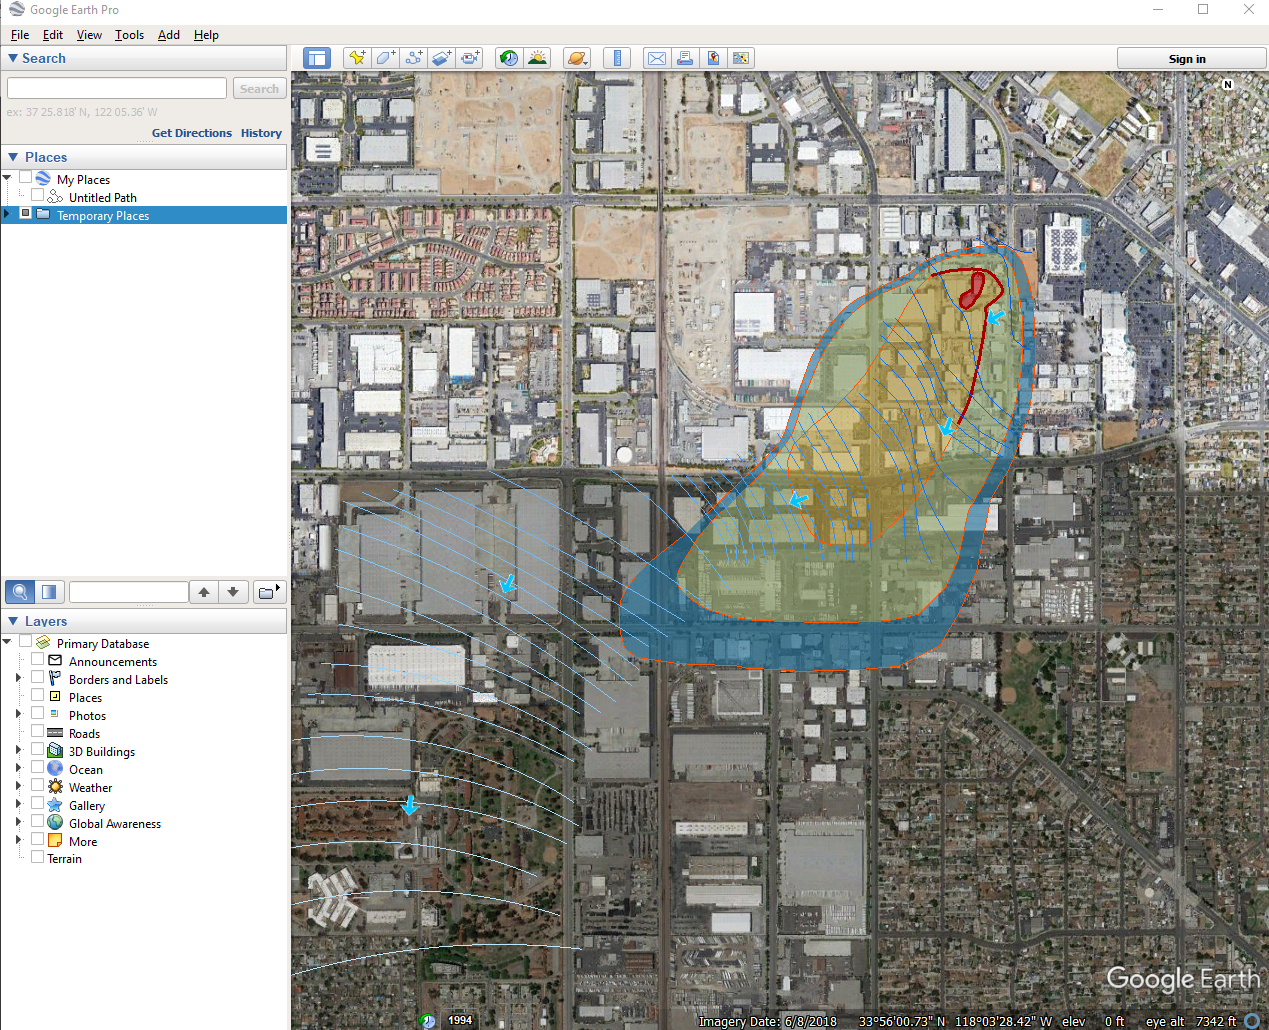 Google Earth Pro
File Edit View Tools Add Help
Search
Sign in
Search
ex: 37 25.818' N, 122 05.36' W
N
Get Directions History
Places
My Places
Untitled Path
Temporary Places
Layers
Primary Database
Announcements
Borders and Labels
Places
Photos
Roads
3D Buildings
Ocean
Weather
Gallery
Global Awareness
More
Terrain
Google Earth
1994
Imagery Date: 6/8/2018 33°56'00.73" N 118°03'28.42" W elev 0 ft eye alt 7342 ft